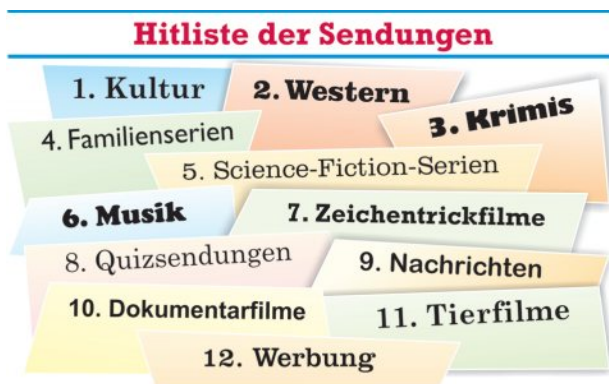 Hitliste der Sendungen
1. Kultur
2. Western
3. Krimis
4. Familienserien
5. Science-Fiction-Serien
6. Musik
7. Zeichentrickfilme
8. Quizsendungen
9. Nachrichten
10. Dokumentarfilme
11. Tierfilme
12. Werbung